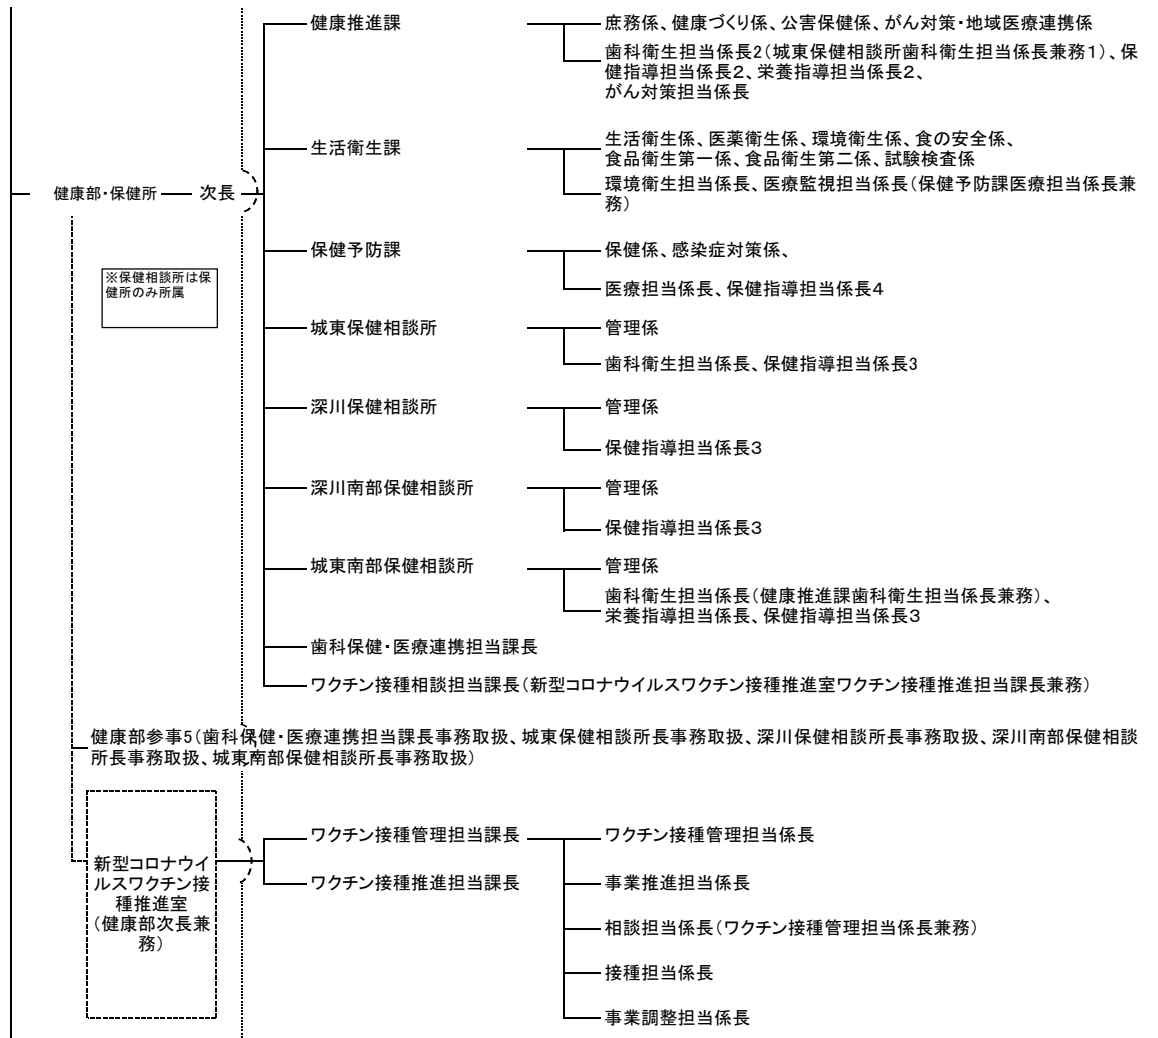 健康推進課
庶務係、健康づくり係、公害保健係、がん対策・地域医療連携係
歯科衛生担当係長2(城東保健相談所歯科衛生担当係長兼務1)、保
健指導担当係長2、栄養指導担当係長2、
がん対策担当係長
生活衛生課
生活衛生係、医薬衛生係、環境衛生係、食の安全係、
食品衛生第一係、食品衛生第二係、試験検査係
環境衛生担当係長、医療監視担当係長(保健予防課医療担当係長兼
務)
健康部・保健所
次長
※保健相談所は保
健所のみ所属
保健予防課
保健係、感染症対策係、
医療担当係長、保健指導担当係長4
城東保健相談所
管理係
歯科衛生担当係長、保健指導担当係長3
深川保健相談所
管理係
保健指導担当係長3
深川南部保健相談所
管理係
保健指導担当係長3
城東南部保健相談所
管理係
歯科衛生担当係長(健康推進課歯科衛生担当係長兼務)、
栄養指導担当係長、保健指導担当係長3
歯科保健・医療連携担当課長
ワクチン接種相談担当課長(新型コロナウイルスワクチン接種推進室ワクチン接種推進担当課長兼務)
健康部参事5(歯科保健・医療連携担当課長事務取扱、城東保健相談所長事務取扱、深川保健相談所長事務取扱、深川南部保健相談
所長事務取扱、城東南部保健相談所長事務取扱)
新型コロナウイ
ルスワクチン接
種推進室
(健康部次長兼
務)
ワクチン接種管理担当課長
ワクチン接種管理担当係長
ワクチン接種推進担当課長
事業推進担当係長
相談担当係長(ワクチン接種管理担当係長兼務)
接種担当係長
事業調整担当係長